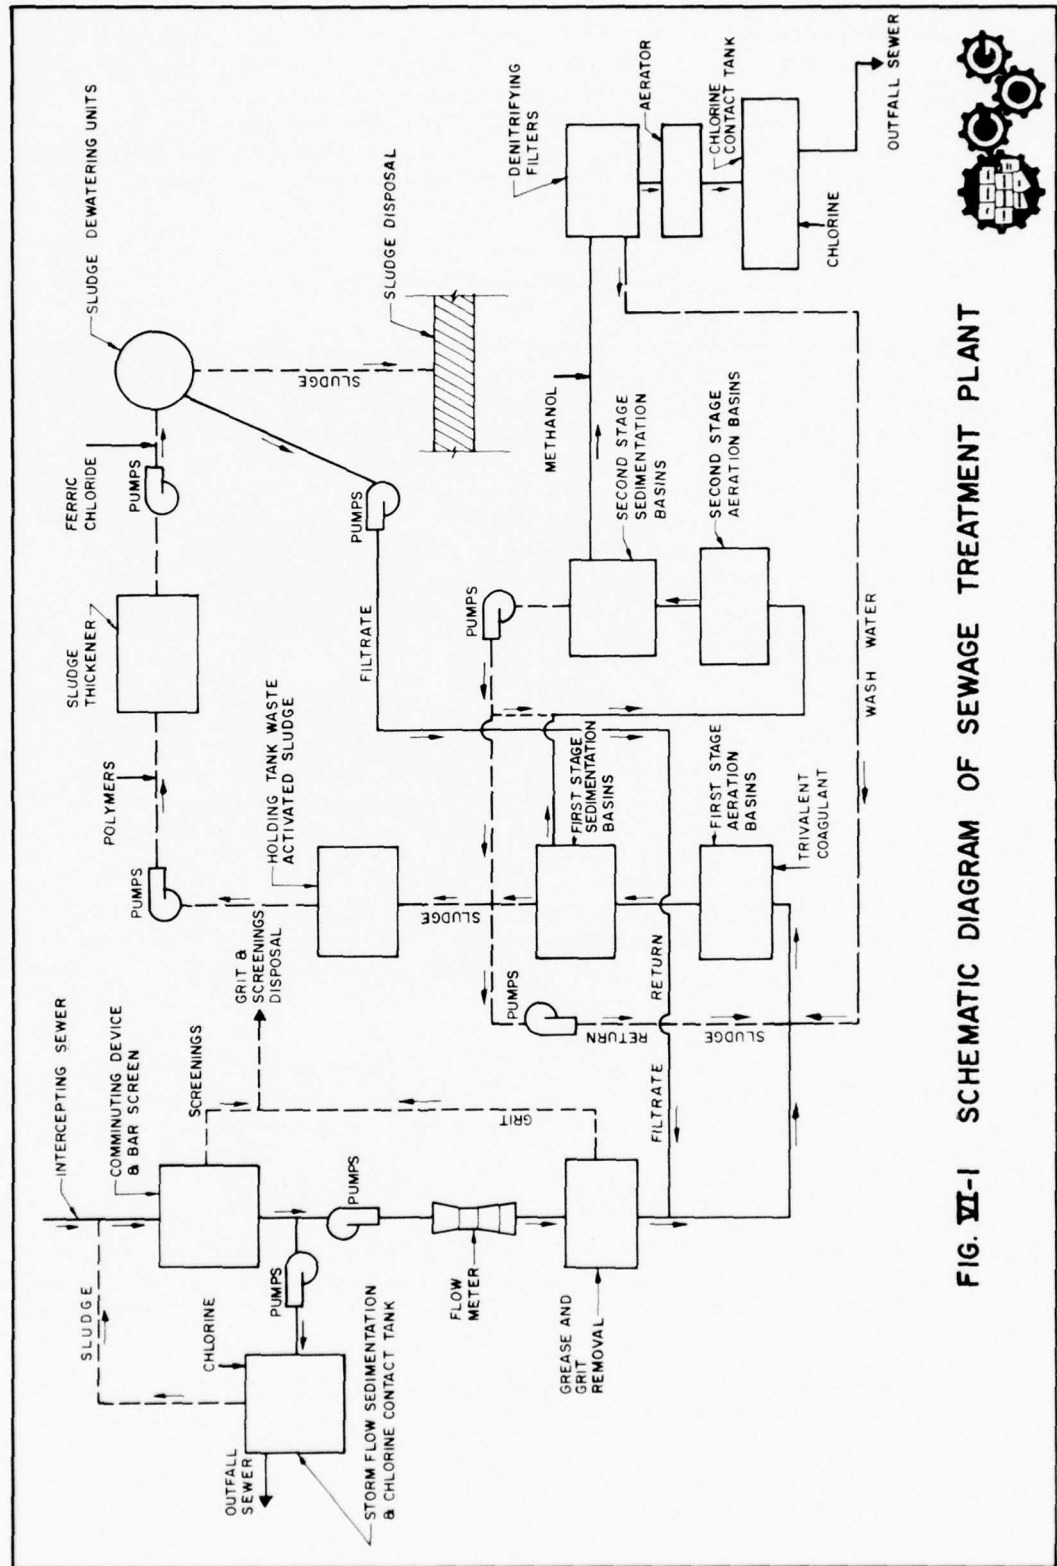 INTERCEPTING SEWER
COMMINUTING DEVICE
& BAR SCREEN
SCREENINGS
GRIT &
SCREENINGS
DISPOSAL
SLUDGE
CHLORINE
OUTFALL
SEWER
STORM FLOW SEDIMENTATION
& CHLORINE CONTACT TANK
PUMPS
PUMPS
FLOW
METER
GRIT
GREASE AND
GRIT
REMOVAL
FILTRATE
RETURN
PUMPS
RETURN
SLUDGE
PUMPS
POLYMERS
HOLDING TANK WASTE
ACTIVATED SLUDGE
SLUDGE
FIRST STAGE
SEDIMENTATION
BASINS
FIRST STAGE
AERATION
BASINS
TRIVALENT
COAGULANT
SLUDGE
THICKENER
FERRIC
CHLORIDE
PUMPS
SLUDGE DEWATERING UNITS
SLUDGE
SLUDGE DISPOSAL
PUMPS
FILTRATE
PUMPS
SECOND STAGE
SEDIMENTATION
BASINS
SECOND STAGE
AERATION BASINS
METHANOL
DENITRIFYING
FILTERS
AERATOR
CHLORINE
CONTACT TANK
CHLORINE
OUTFALL SEWER
WASH WATER
FIG. VI-1 SCHEMATIC DIAGRAM OF SEWAGE TREATMENT PLANT